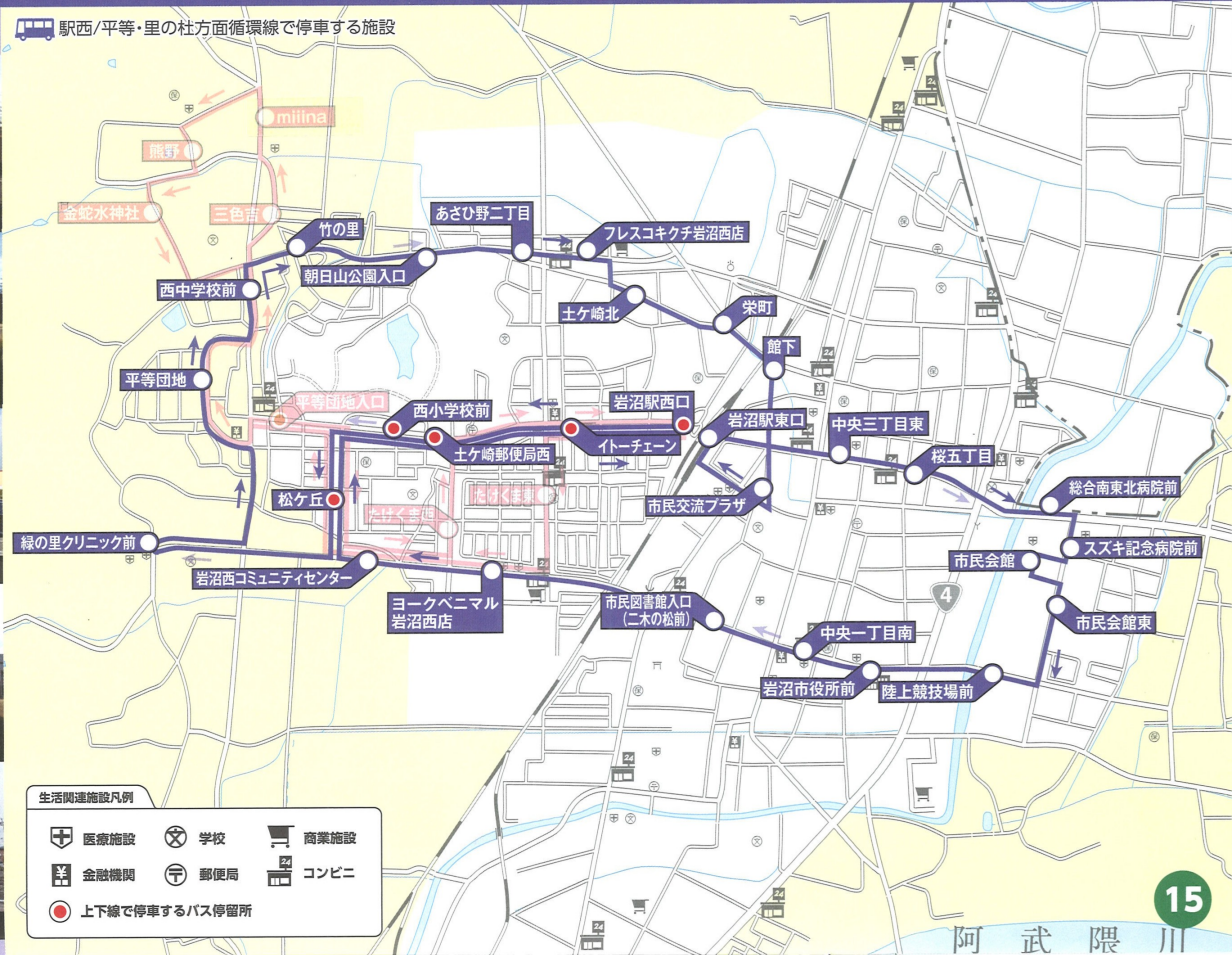 駅西/平等・里の杜方面循環線で停車する施設
miina
熊野
金蛇水神社
三色吉
竹の里
朝日山公園入口
あさひ野二丁目
フレスコキクチ岩沼西店
西中学校前
土ケ崎北
栄町
館下
平等団地
平等団地入口
西小学校前
岩沼駅西口
土ケ崎郵便局西
イトーチェーン
岩沼駅東口
中央三丁目東
桜五丁目
総合南東北病院前
松ケ丘
たけくま西
たけくま東
市民交流プラザ
緑の里クリニック前
岩沼西コミュニティセンター
ヨークベニマル
岩沼西店
市民会館
スズキ記念病院前
市民会館東
市民図書館入口
(二木の松前)
中央一丁目南
岩沼市役所前
陸上競技場前
4
生活関連施設凡例
医療施設
学校
商業施設
金融機関
郵便局
24
コンビニ
上下線で停車するバス停留所
15
阿武隈川